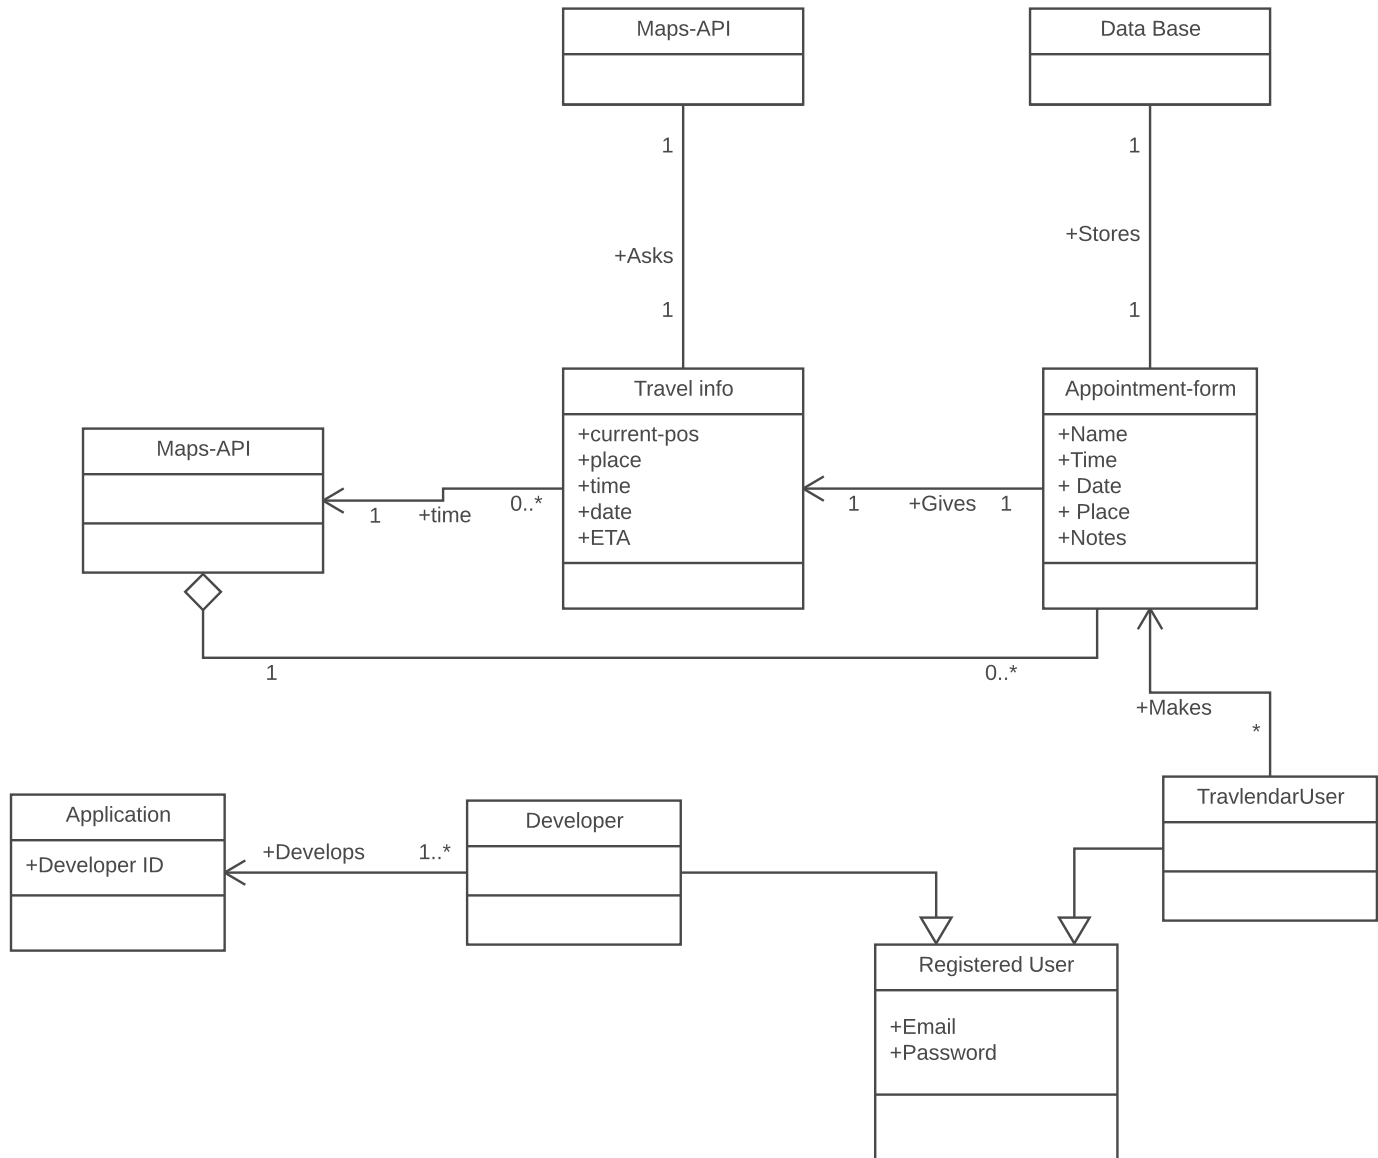 Maps-API
Data Base
1
1
+Stores
+Asks
1
1
Travel info
+current-pos
+place
+time
+date
+ETA
Appointment-form
+Name
+Time
+ Date
+ Place
+Notes
Maps-API
1
+time
0..*
1
+Gives
1
1
0..*
+Makes
*
TravlendarUser
Application
+Developer ID
+Develops
1..*
Developer
Registered User
+Email
+Password